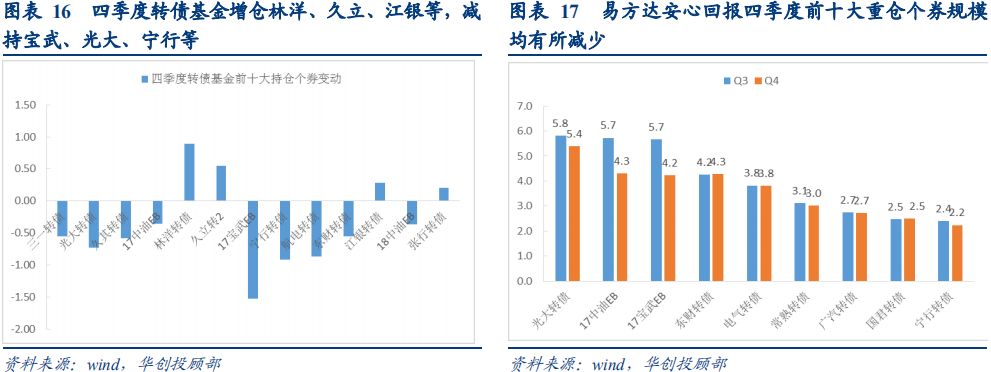 图表 16 四季度转债基金增仓林洋、久立、江银等，减
持宝武、光大、宁行等
四季度转债基金前十大持仓个券变动
1.50
1.00
0.50
0.00
-0.50
-1.00
-1.50
-2.00
三一转债
光大转债
久其转债
17中油EB
林洋转债
久立转2
17宝武EB
宁行转债
航电转债
东财转债
江银转债
18中油EB
张行转债
资料来源：wind，华创投顾部
图表 17 易方达安心回报四季度前十大重仓个券规模
均有所减少
Q3 Q4
7.0
6.0
5.0
4.0
3.0
2.0
1.0
0.0
5.8 5.4
5.7 4.3
5.7 4.2
4.2 4.3
3.8 3.8
3.1 3.0
2.7 2.7
2.5 2.5
2.4 2.2
光大转债
17中油EB
17宝武EB
东财转债
电气转债
常熟转债
广汽转债
国君转债
宁行转债
资料来源：wind，华创投顾部